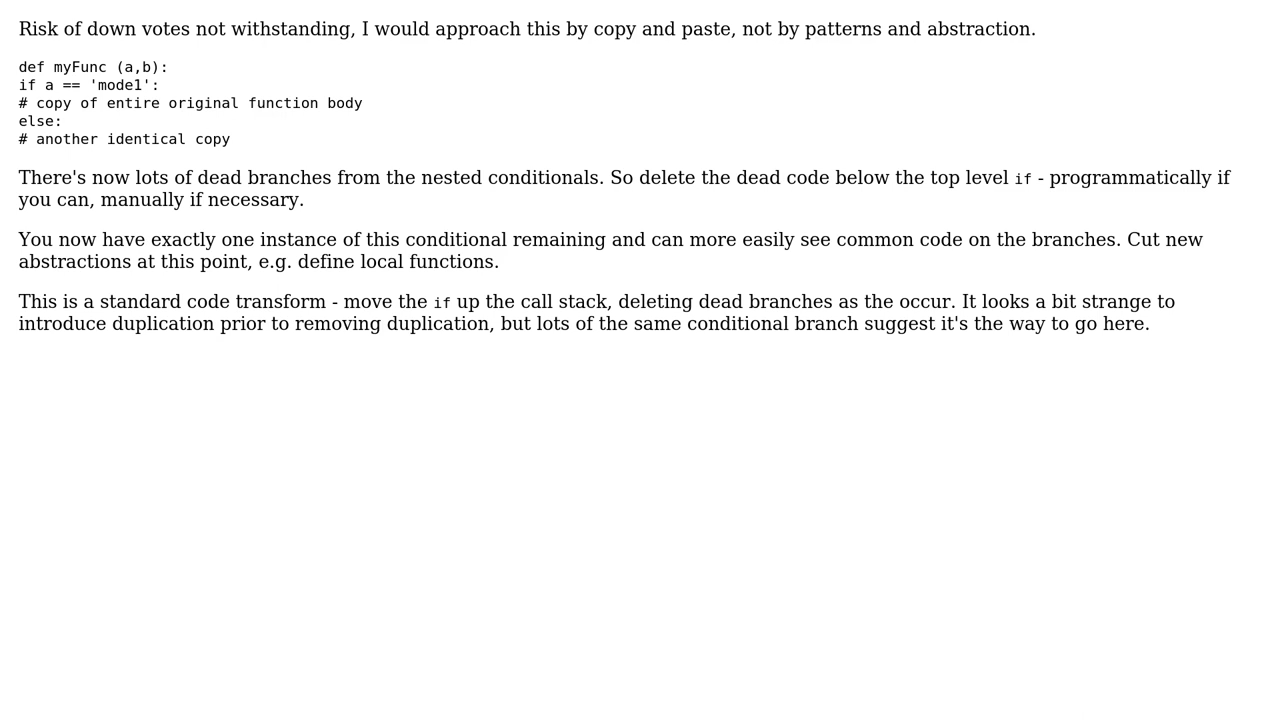 Risk of down votes not withstanding, I would approach this by copy and paste, not by patterns and abstraction.
def myFunc (a,b):
if a == 'mode1':
# copy of entire original function body
else:
# another identical copy
There's now lots of dead branches from the nested conditionals. So delete the dead code below the top level if - programmatically if
you can, manually if necessary.
You now have exactly one instance of this conditional remaining and can more easily see common code on the branches. Cut new
abstractions at this point, e.g. define local functions.
This is a standard code transform - move the if up the call stack, deleting dead branches as the occur. It looks a bit strange to
introduce duplication prior to removing duplication, but lots of the same conditional branch suggest it's the way to go here.